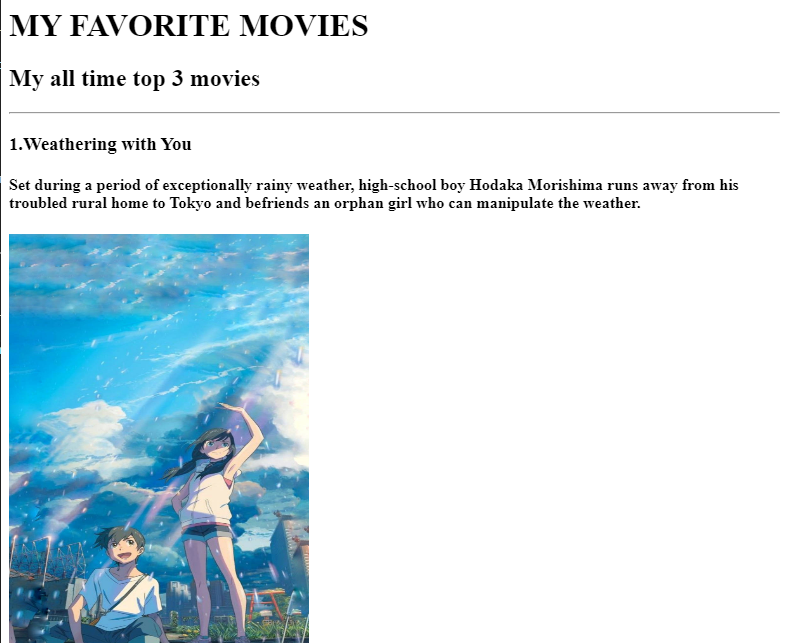 MY FAVORITE MOVIES
My all time top 3 movies
1.Weathering with You
Set during a period of exceptionally rainy weather, high-school boy Hodaka Morishima runs away from his
troubled rural home to Tokyo and befriends an orphan girl who can manipulate the weather.